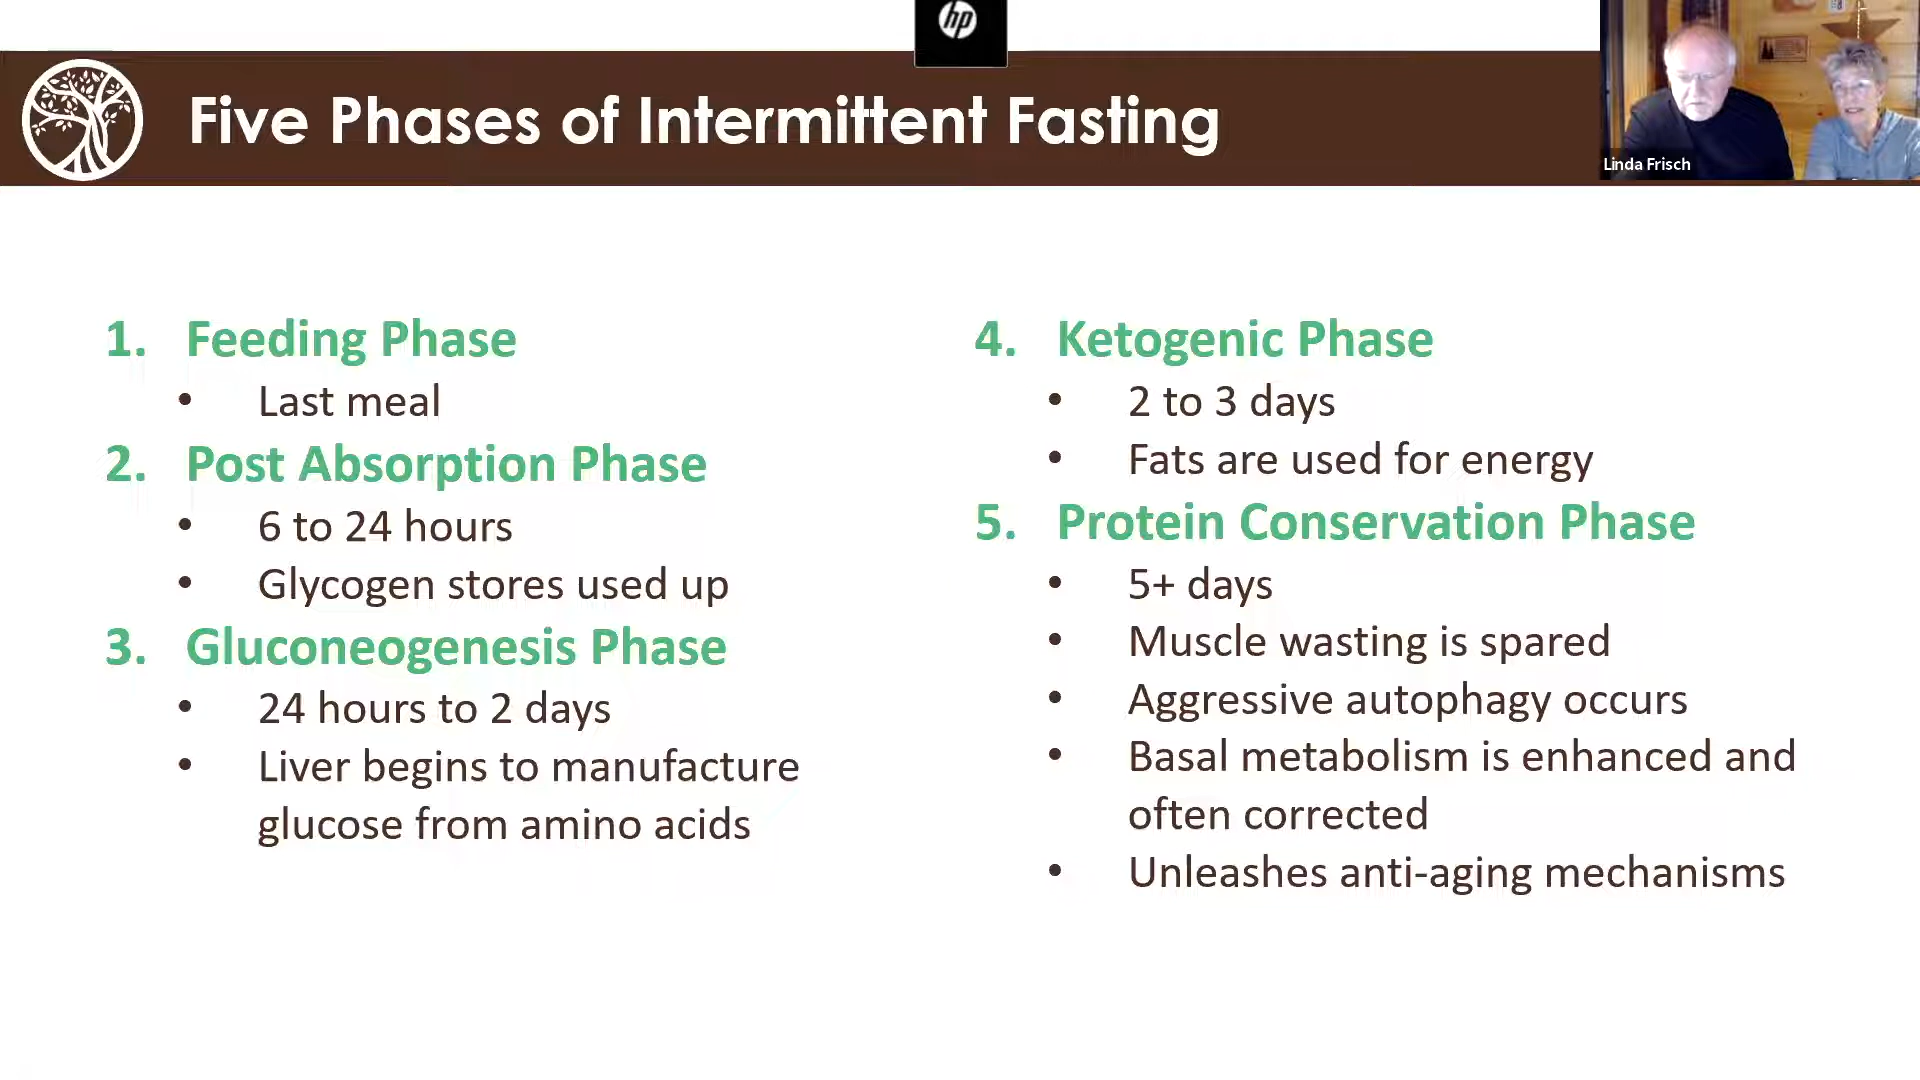 hp
Five Phases of Intermittent Fasting
Linda Frisch
1. Feeding Phase
• Last meal
2. Post Absorption Phase
• 6 to 24 hours
• Glycogen stores used up
3. Gluconeogenesis Phase
• 24 hours to 2 days
• Liver begins to manufacture
glucose from amino acids
4. Ketogenic Phase
• 2 to 3 days
• Fats are used for energy
5. Protein Conservation Phase
• 5+ days
• Muscle wasting is spared
• Aggressive autophagy occurs
• Basal metabolism is enhanced and
often corrected
• Unleashes anti-aging mechanisms